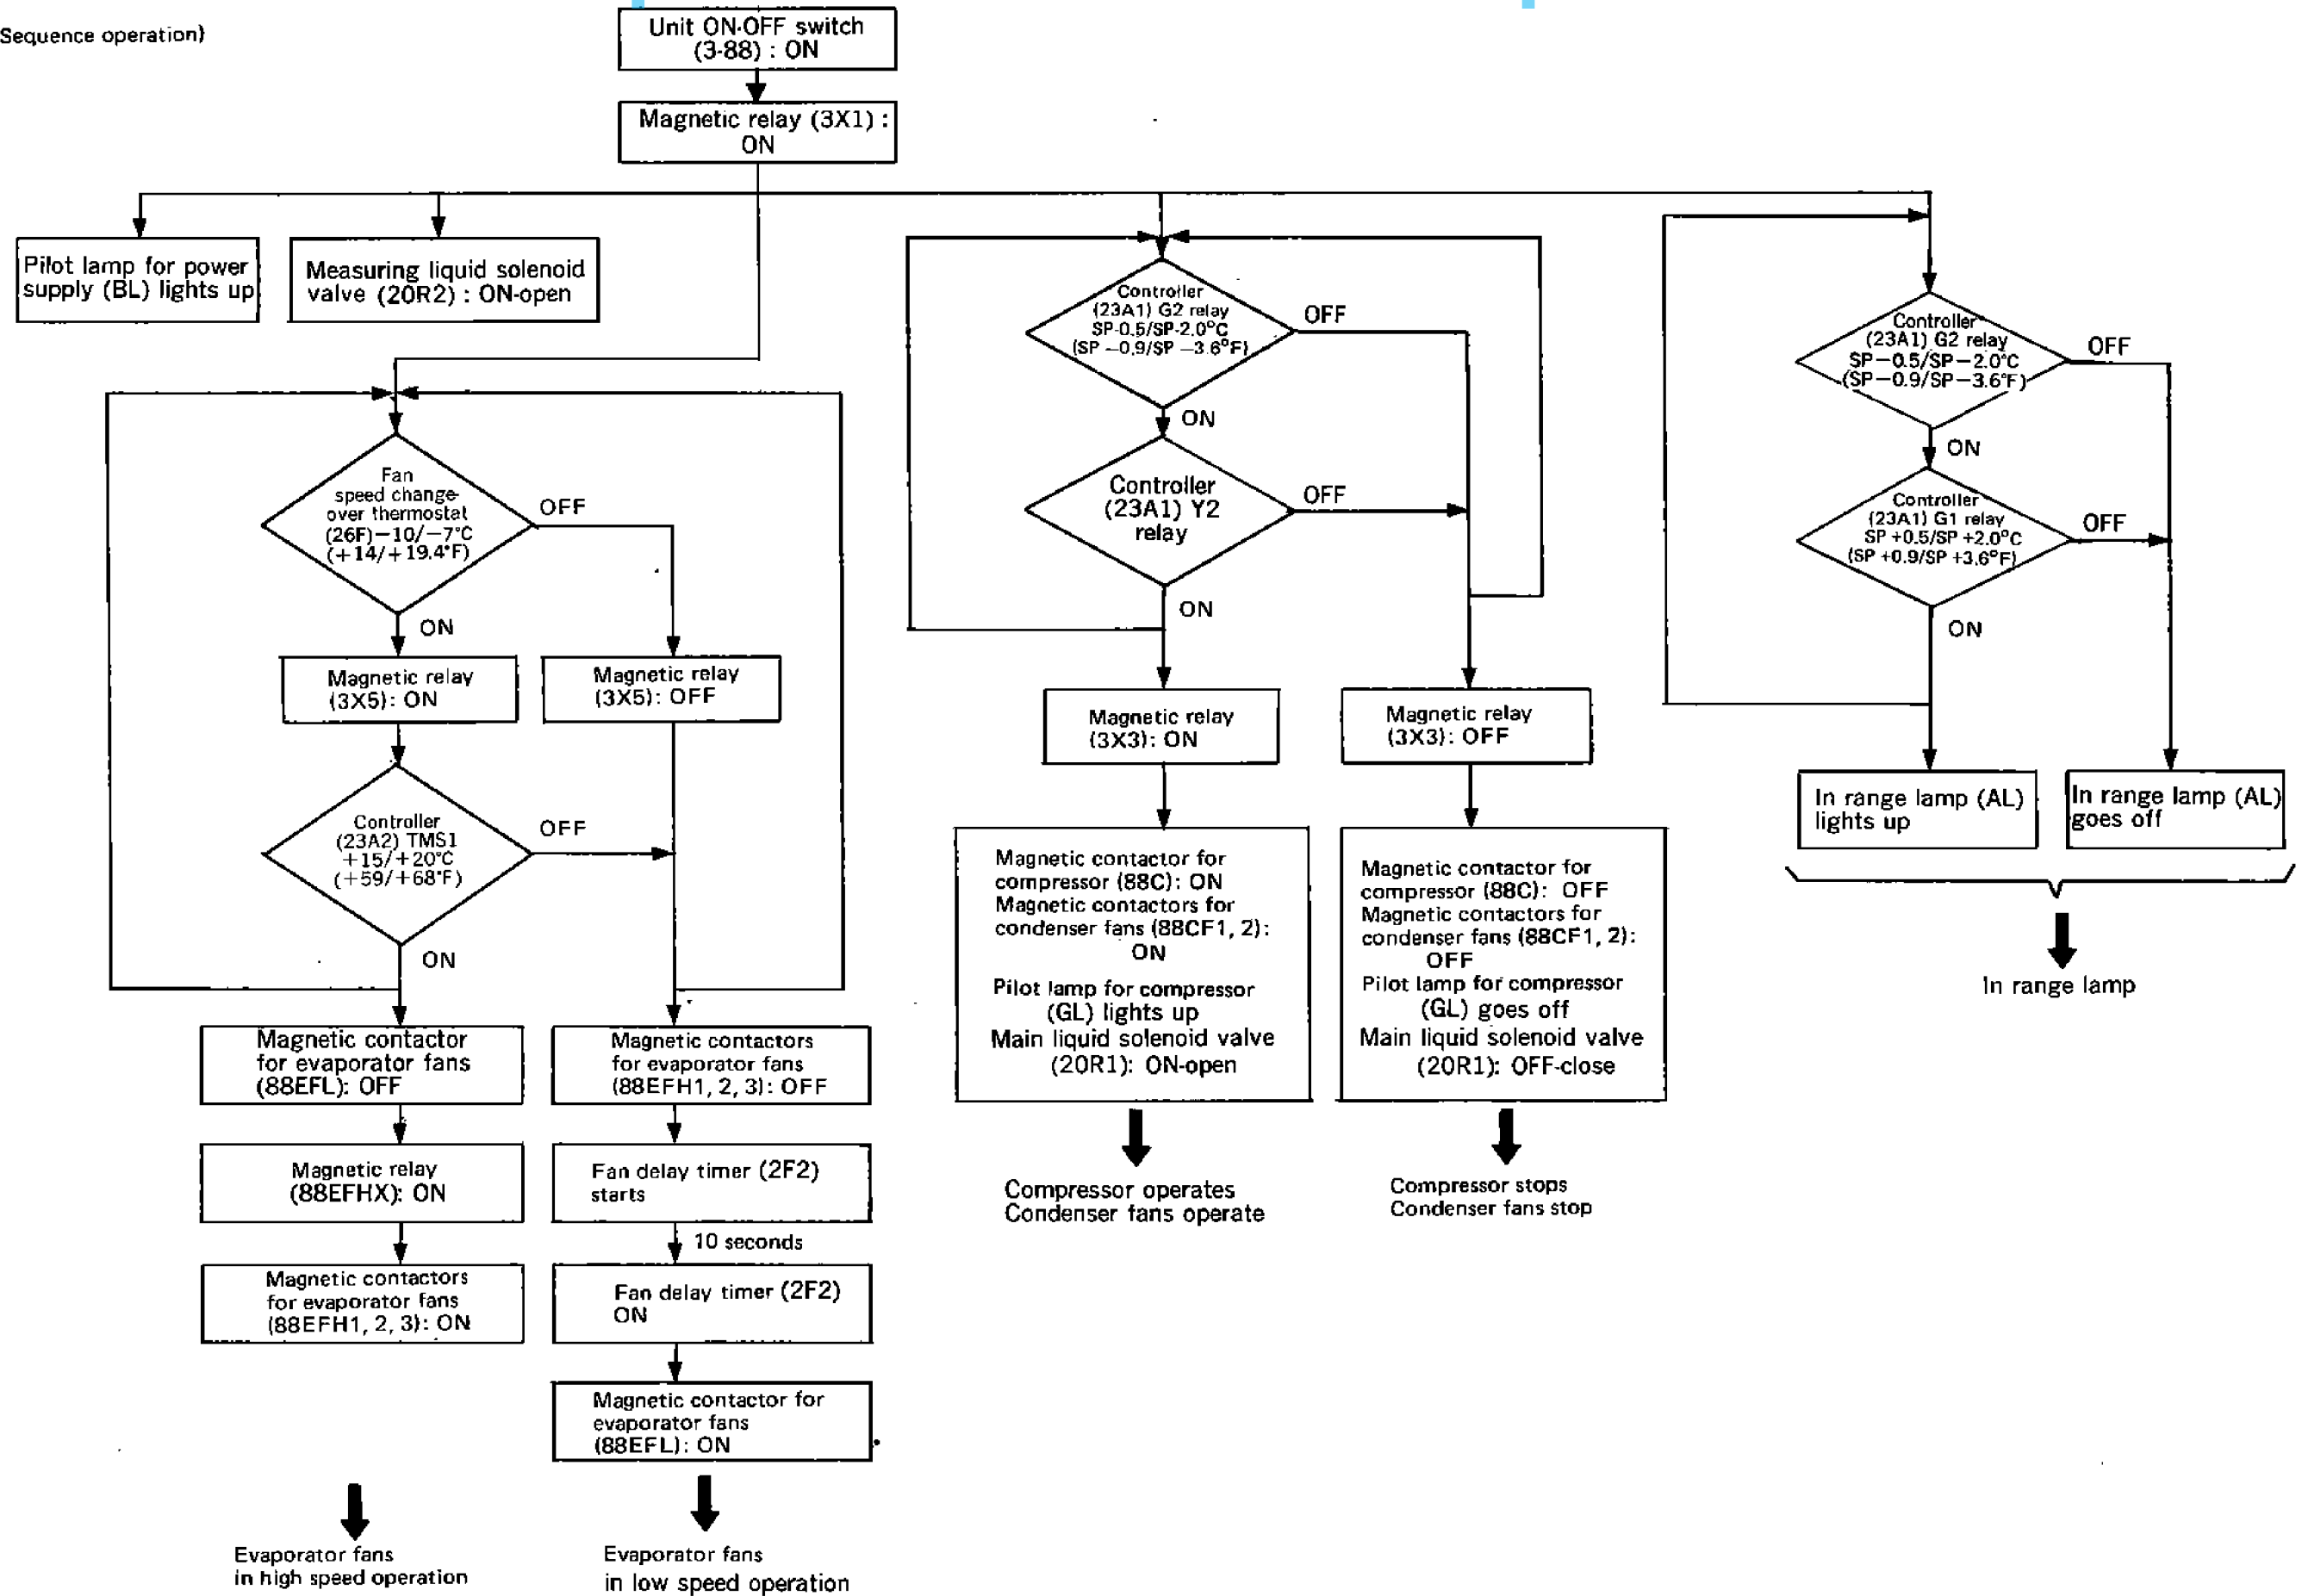 Sequence operation)
Unit ON-OFF switch
(3-88) : ON
Magnetic relay (3X1) :
ON
Pilot lamp for power
supply (BL) lights up
Measuring liquid solenoid
valve (20R2) : ON-open
Fan
speed change-
over thermostat
(26F)−10/−7°C
(+14/+19.4°F)
OFF
ON
Magnetic relay
(3X5): ON
Magnetic relay
(3X5): OFF
Controller
(23A2) TMS1
+15/+20°C
(+59/+68°F)
OFF
ON
Magnetic contactor
for evaporator fans
(88EFL): OFF
Magnetic relay
(88EFHX): ON
Magnetic contactors
for evaporator fans
(88EFH1, 2, 3): ON
Evaporator fans
in high speed operation
Magnetic contactors
for evaporator fans
(88EFH1, 2, 3): OFF
Fan delay timer (2F2)
starts
10 seconds
Fan delay timer (2F2)
ON
Magnetic contactor for
evaporator fans
(88EFL): ON
Evaporator fans
in low speed operation
Controller
(23A1) G2 relay
SP-0.5/SP-2.0°C
(SP −0.9/SP −3.6°F)
OFF
ON
Controller
(23A1) Y2
relay
OFF
ON
Magnetic relay
(3X3): ON
Magnetic contactor for
compressor (88C): ON
Magnetic contactors for
condenser fans (88CF1, 2):
ON
Pilot lamp for compressor
(GL) lights up
Main liquid solenoid valve
(20R1): ON-open
Compressor operates
Condenser fans operate
Magnetic relay
(3X3): OFF
Magnetic contactor for
compressor (88C): OFF
Magnetic contactors for
condenser fans (88CF1, 2):
OFF
Pilot lamp for compressor
(GL) goes off
Main liquid solenoid valve
(20R1): OFF-close
Compressor stops
Condenser fans stop
Controller
(23A1) G2 relay
SP−0.5/SP−2.0°C
(SP−0.9/SP−3.6°F)
OFF
ON
Controller
(23A1) G1 relay
SP +0.5/SP +2.0°C
(SP +0.9/SP +3.6°F)
OFF
ON
In range lamp (AL)
lights up
In range lamp (AL)
goes off
In range lamp